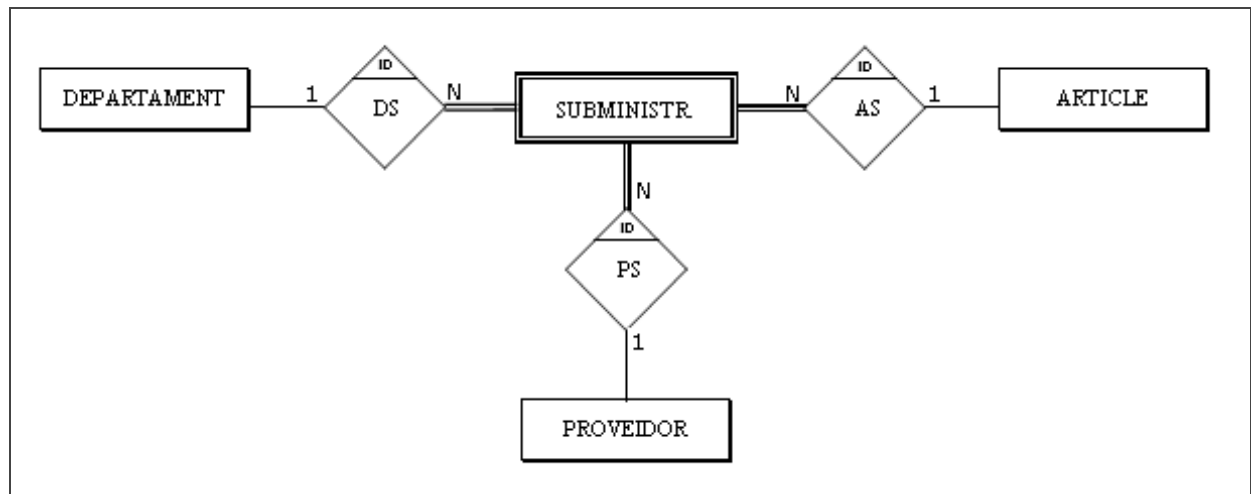 ID
ID
DEPARTAMENT 1 DS N SUBMINISTR. N AS 1 ARTICLE
N
ID
PS
1
PROVEIDOR